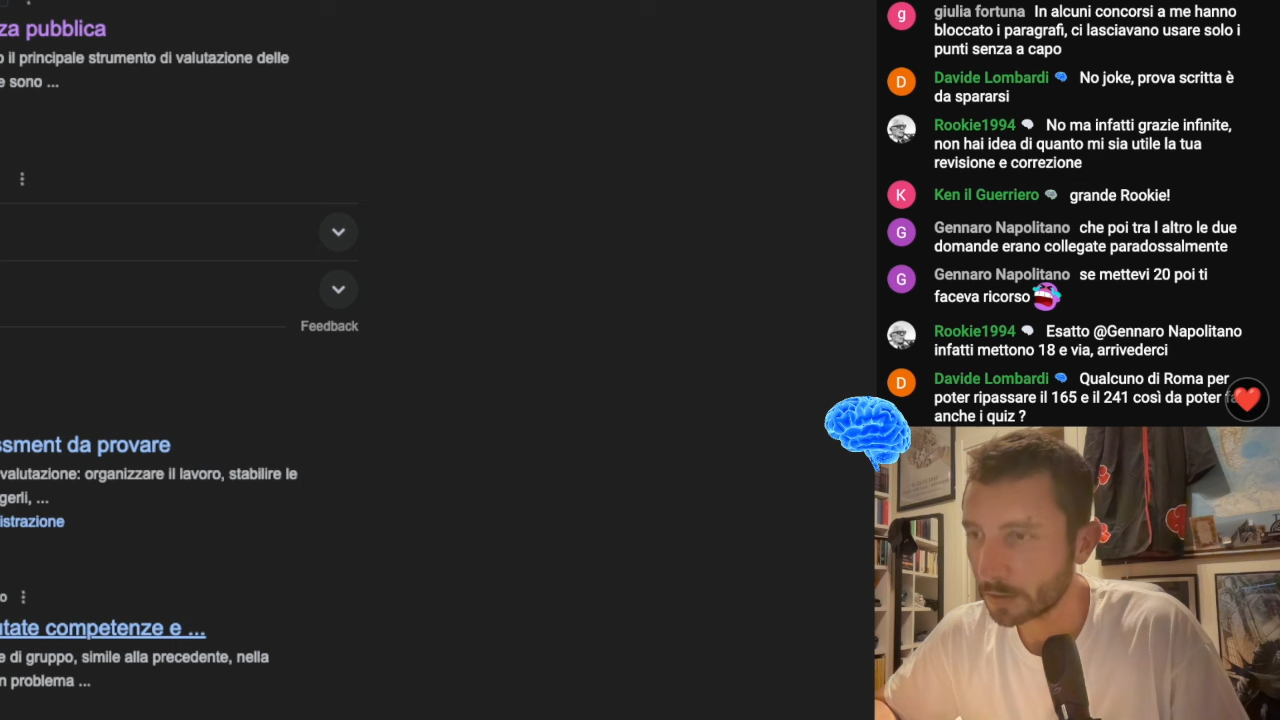 za pubblica
o il principale strumento di valutazione delle
e sono ...
Feedback
ssment da provare
valutazione: organizzare il lavoro, stabilire le
gerli, ...
istrazione
o
utate competenze e ...
e di gruppo, simile alla precedente, nella
n problema ...
g
giulia fortuna In alcuni concorsi a me hanno
bloccato i paragrafi, ci lasciavano usare solo i
punti senza a capo
D
Davide Lombardi No joke, prova scritta è
da spararsi
Rookie1994 No ma infatti grazie infinite,
non hai idea di quanto mi sia utile la tua
revisione e correzione
K
Ken il Guerriero grande Rookie!
G
Gennaro Napolitano che poi tra l altro le due
domande erano collegate paradossalmente
G
Gennaro Napolitano se mettevi 20 poi ti
faceva ricorso
Rookie1994 Esatto @Gennaro Napolitano
infatti mettono 18 e via, arrivederci
D
Davide Lombardi Qualcuno di Roma per
poter ripassare il 165 e il 241 così da poter
anche i quiz ?